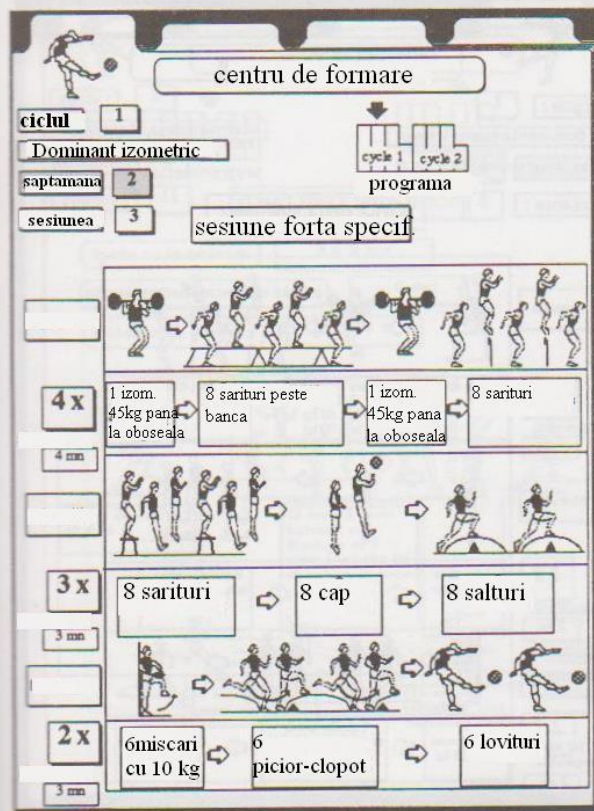 centru de formare
ciclul 1
Dominant izometric
cycle 1 cycle 2
saptamana 2
programa
sesiunea 3
sesiune forta specif.
4 x
1 izom.
45kg pana
la oboseala
8 sarituri peste
banca
1 izom.
45kg pana
la oboseala
8 sarituri
4 mn
3 x
8 sarituri
8 cap
8 salturi
3 mn
2 x
6miscari
cu 10 kg
6
picior-clopot
6 lovituri
3 mn